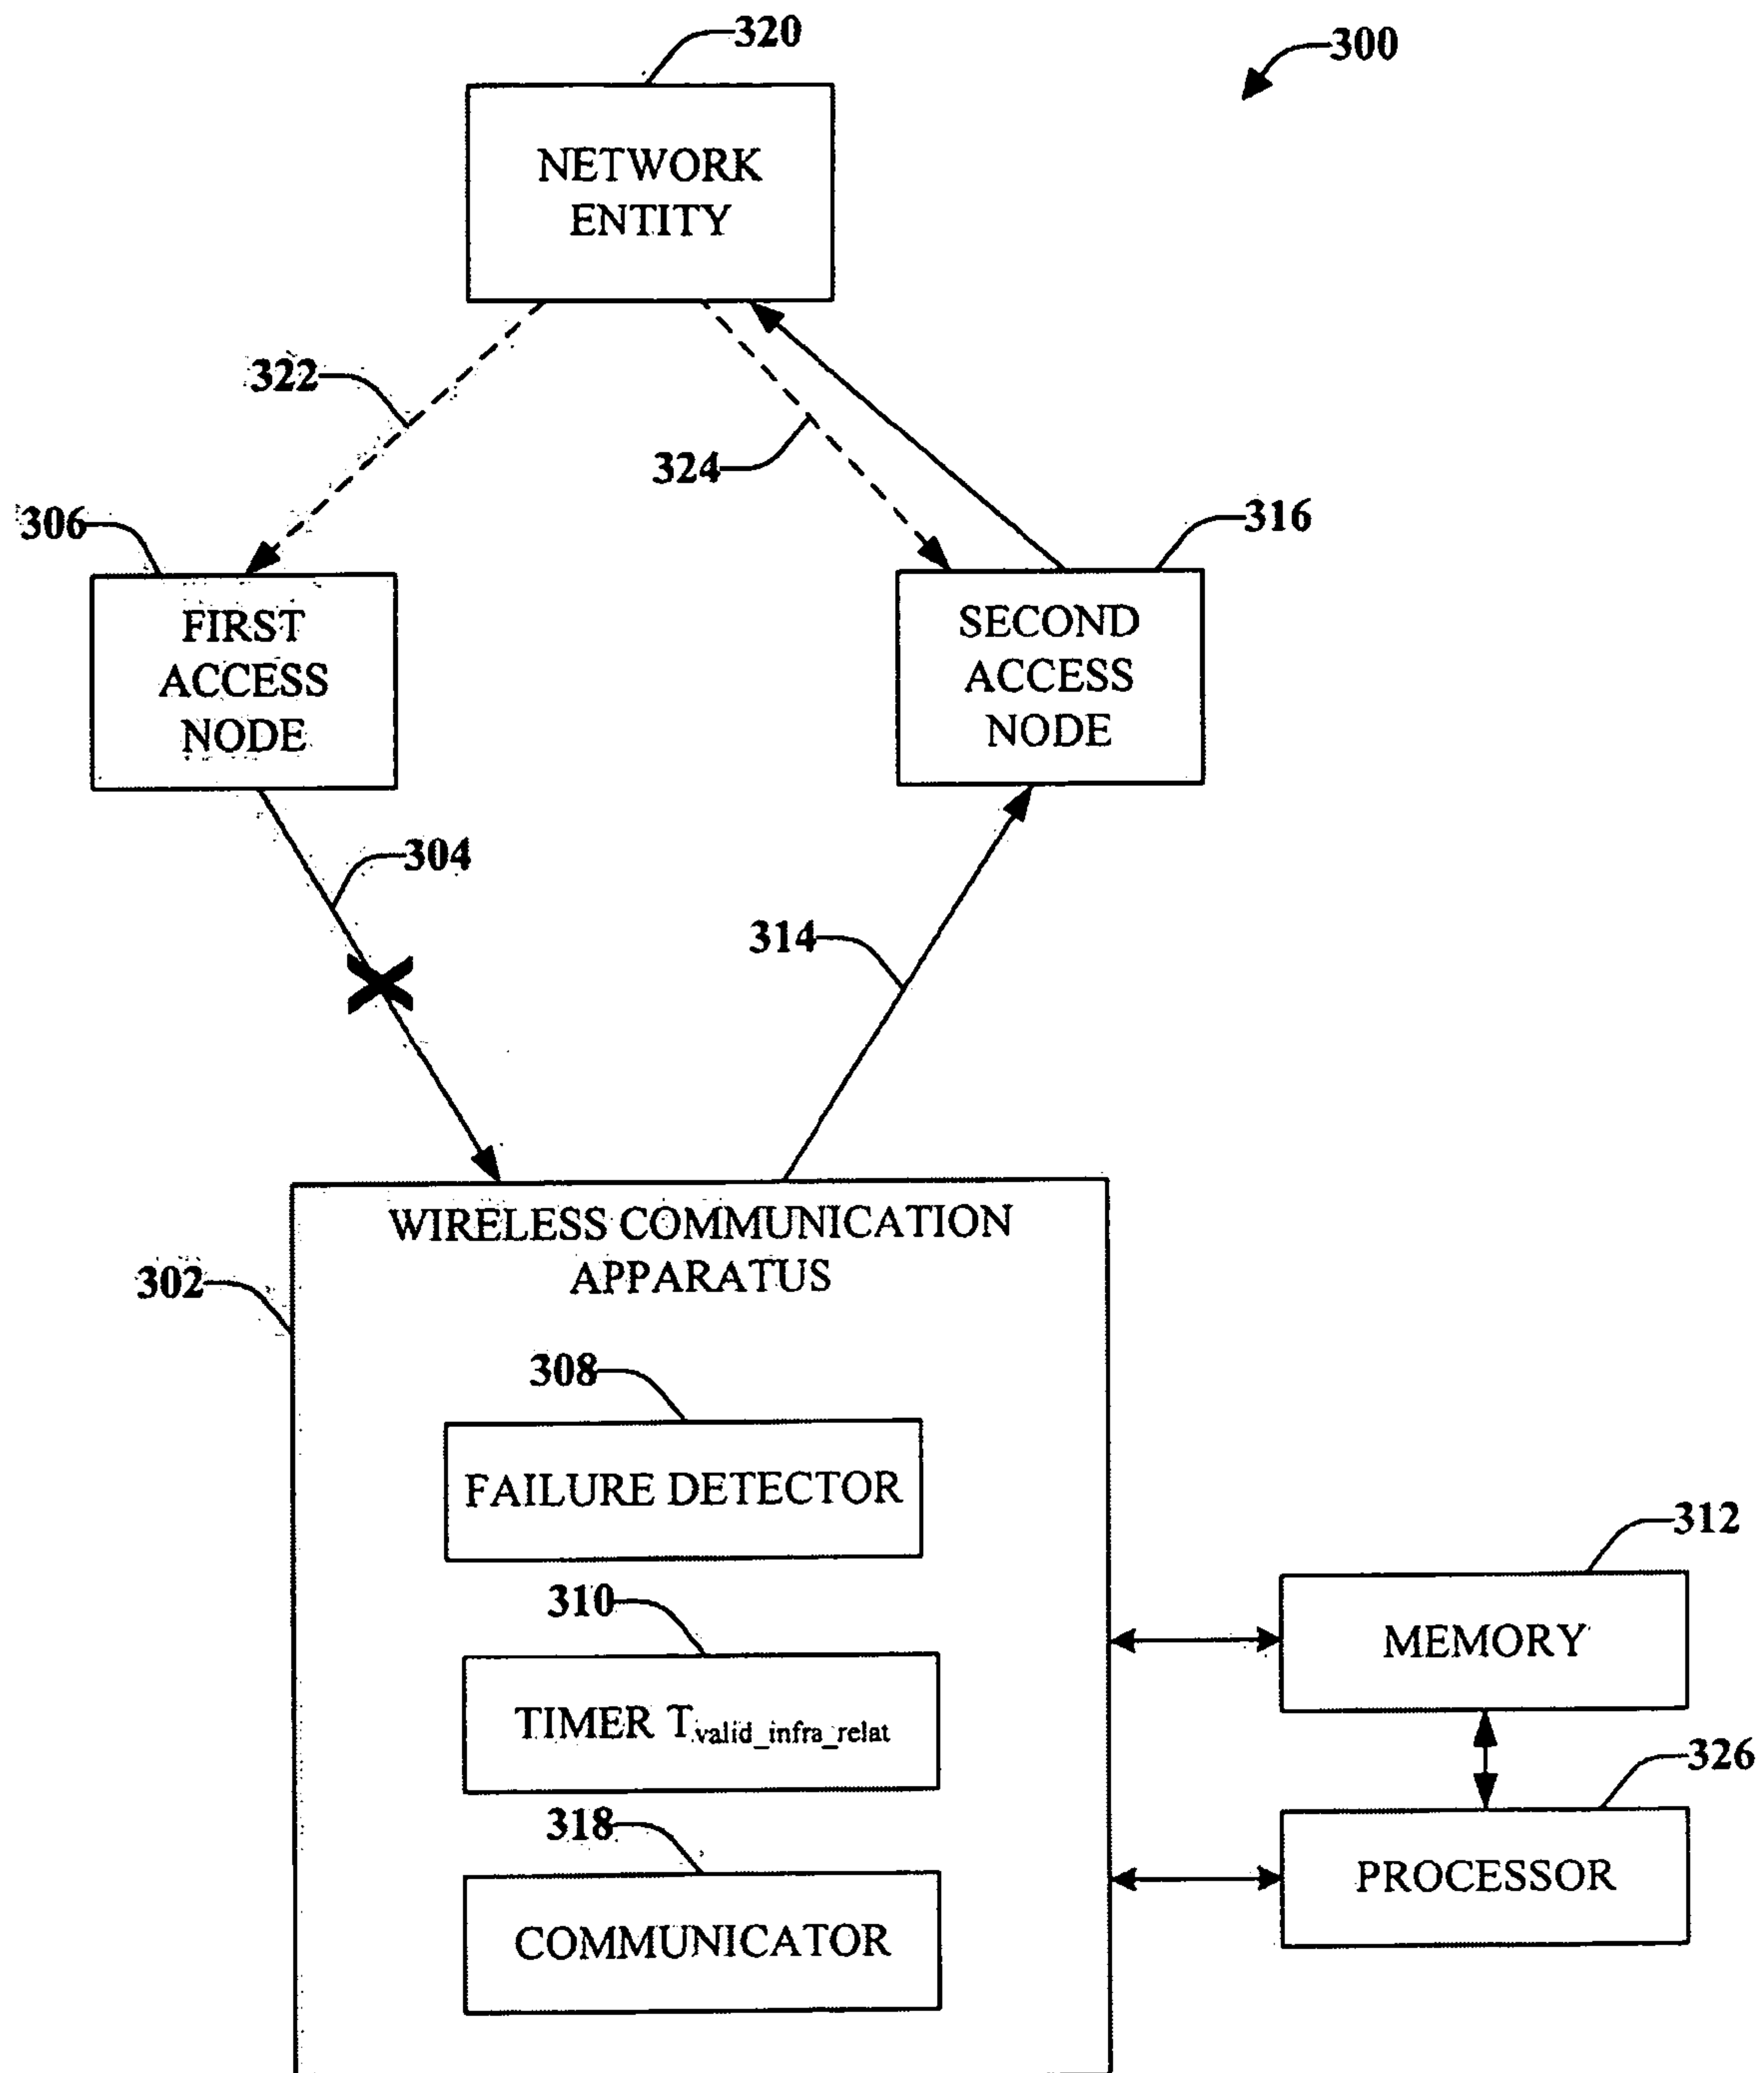 320
300
NETWORK
ENTITY
322
324
306
316
FIRST
ACCESS
NODE
SECOND
ACCESS
NODE
304
314
WIRELESS COMMUNICATION
APPARATUS
302
308
FAILURE DETECTOR
312
310
MEMORY
TIMER Tvalid_infra_relat
326
318
PROCESSOR
COMMUNICATOR